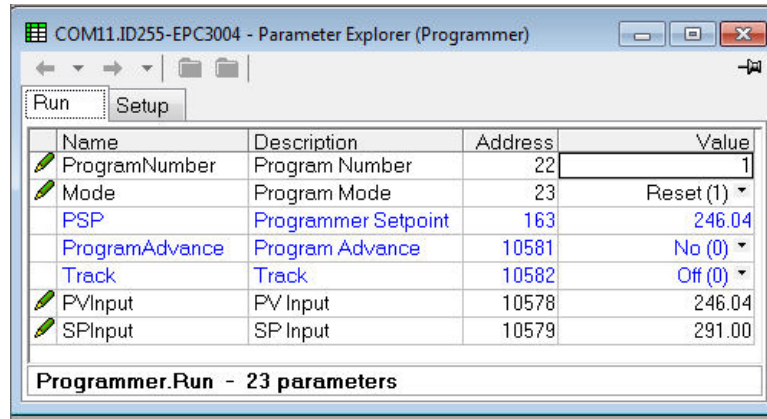 COM11.ID255-EPC3004 - Parameter Explorer (Programmer)
Run Setup
Name Description Address Value
ProgramNumber Program Number 22 1
Mode Program Mode 23 Reset (1)
PSP Programmer Setpoint 163 246.04
ProgramAdvance Program Advance 10581 No (0)
Track Track 10582 Off (0)
PVInput PV Input 10578 246.04
SPInput SP Input 10579 291.00
Programmer.Run - 23 parameters